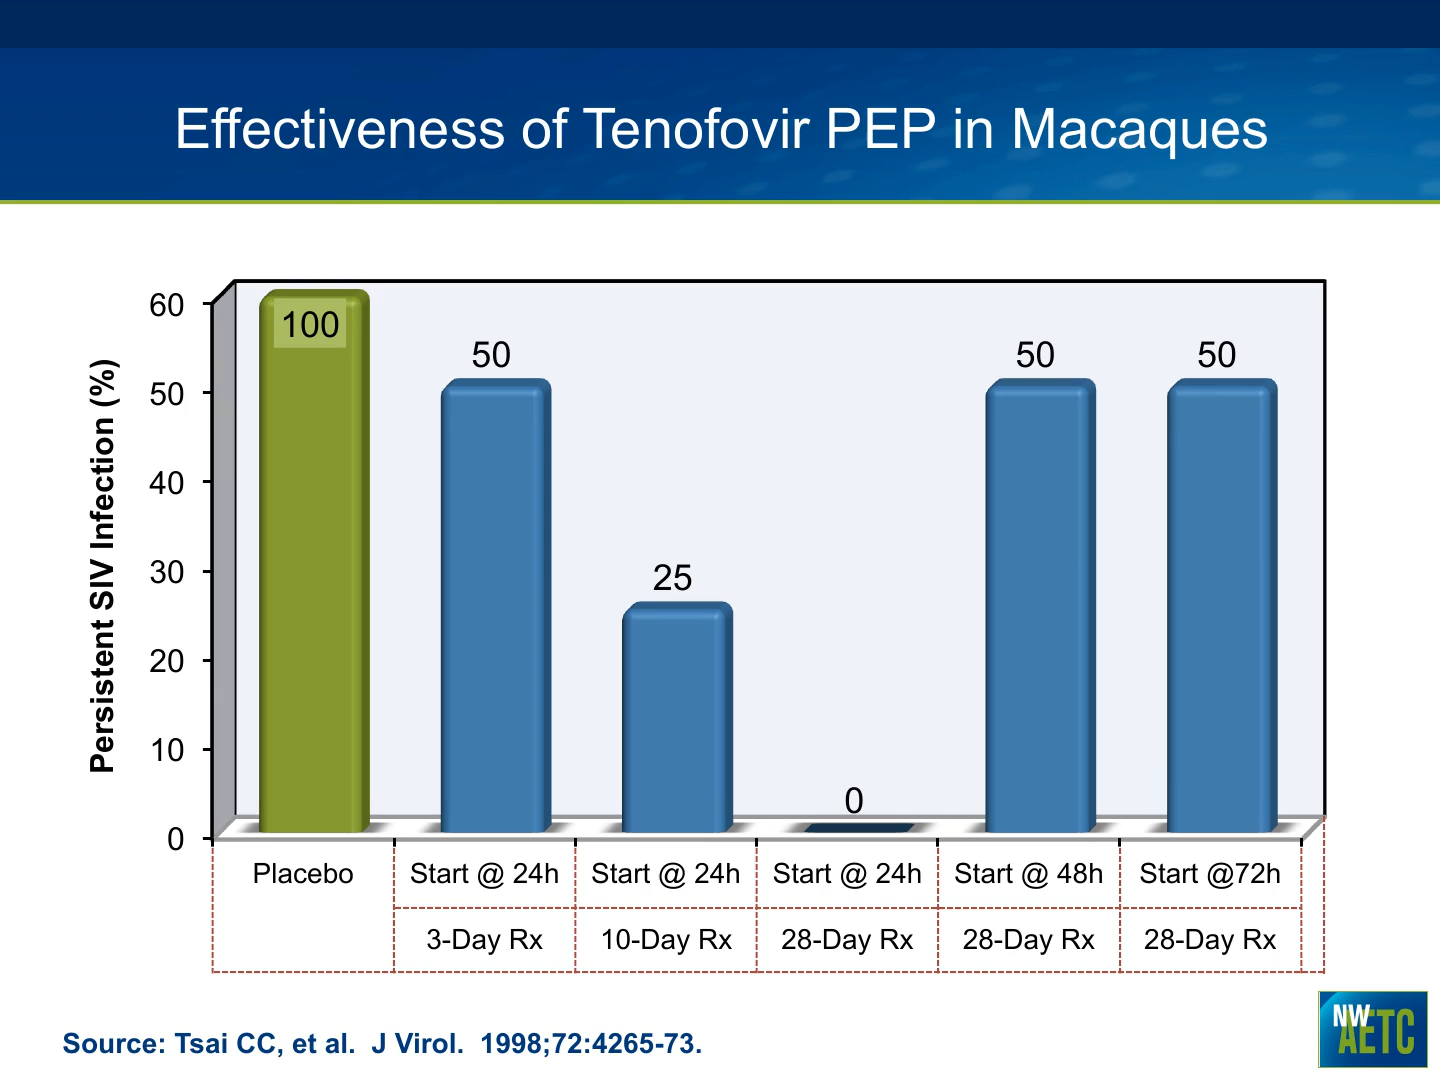 Effectiveness of Tenofovir PEP in Macaques
Persistent SIV Infection (%)
60
50
40
30
20
10
0
100
50
25
0
50
50
Placebo
Start @ 24h
Start @ 24h
Start @ 24h
Start @ 48h
Start @72h
3-Day Rx
10-Day Rx
28-Day Rx
28-Day Rx
28-Day Rx
Source: Tsai CC, et al. J Virol. 1998;72:4265-73.
NW
AETC